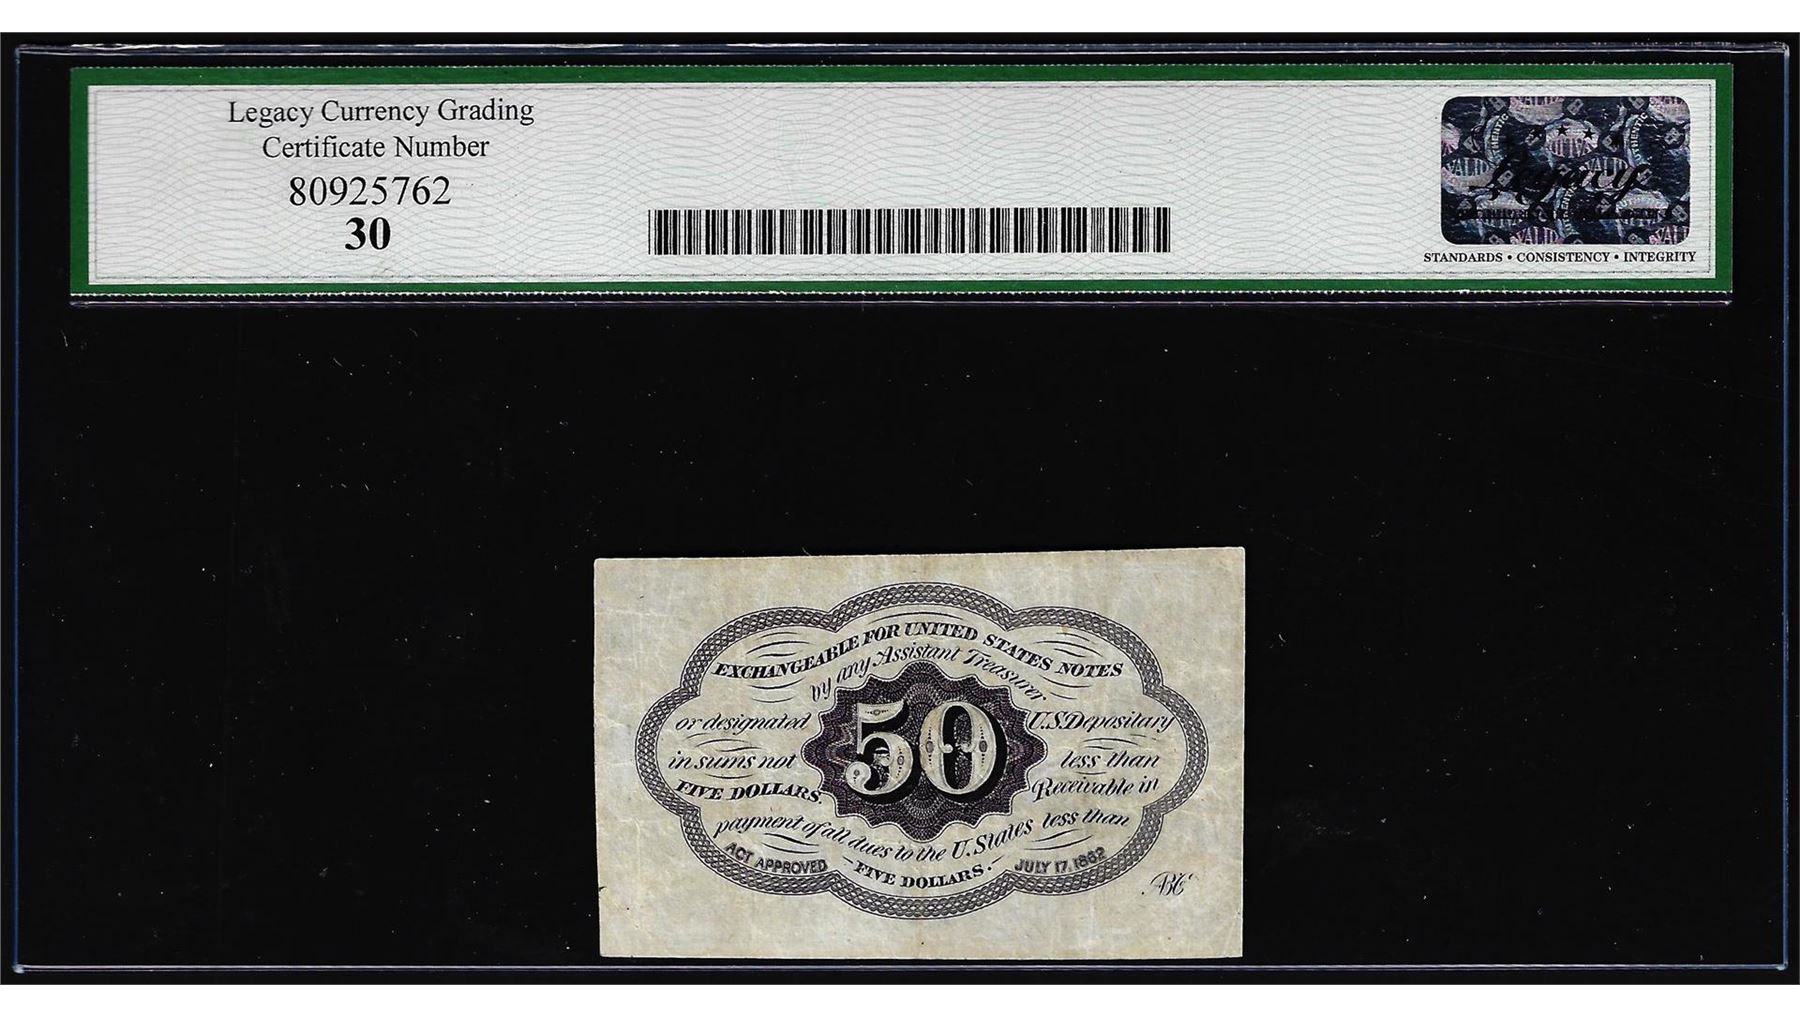 Legacy Currency Grading
Certificate Number
80925762
30
STANDARDS • CONSISTENCY • INTEGRITY
EXCHANGEABLE FOR UNITED STATES NOTES
by any Assistant Treasurer
or designated U.S. Depositary
50
in sums not less than
FIVE DOLLARS. Receivable in
payment of all dues to the U. States less than
FIVE DOLLARS.
ACT APPROVED JULY 17, 1862
ABC